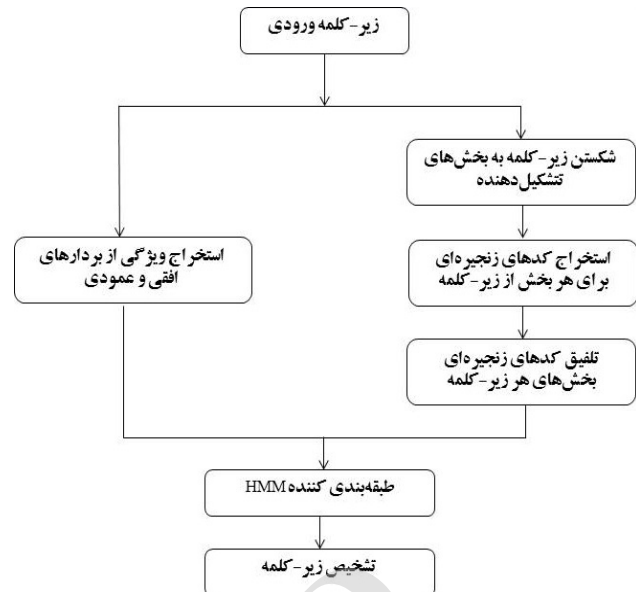 زیر-کلمه ورودی
شکستن زیر-کلمه به بخش‌های
تتشکیل‌دهنده
استخراج ویژگی از بردارهای
افقی و عمودی
استخراج کدهای زنجیره‌ای
برای هر بخش از زیر-کلمه
تلفیق کدهای زنجیره‌ای
بخش‌های هر زیر-کلمه
طبقه‌بندی کننده HMM
تشخیص زیر-کلمه